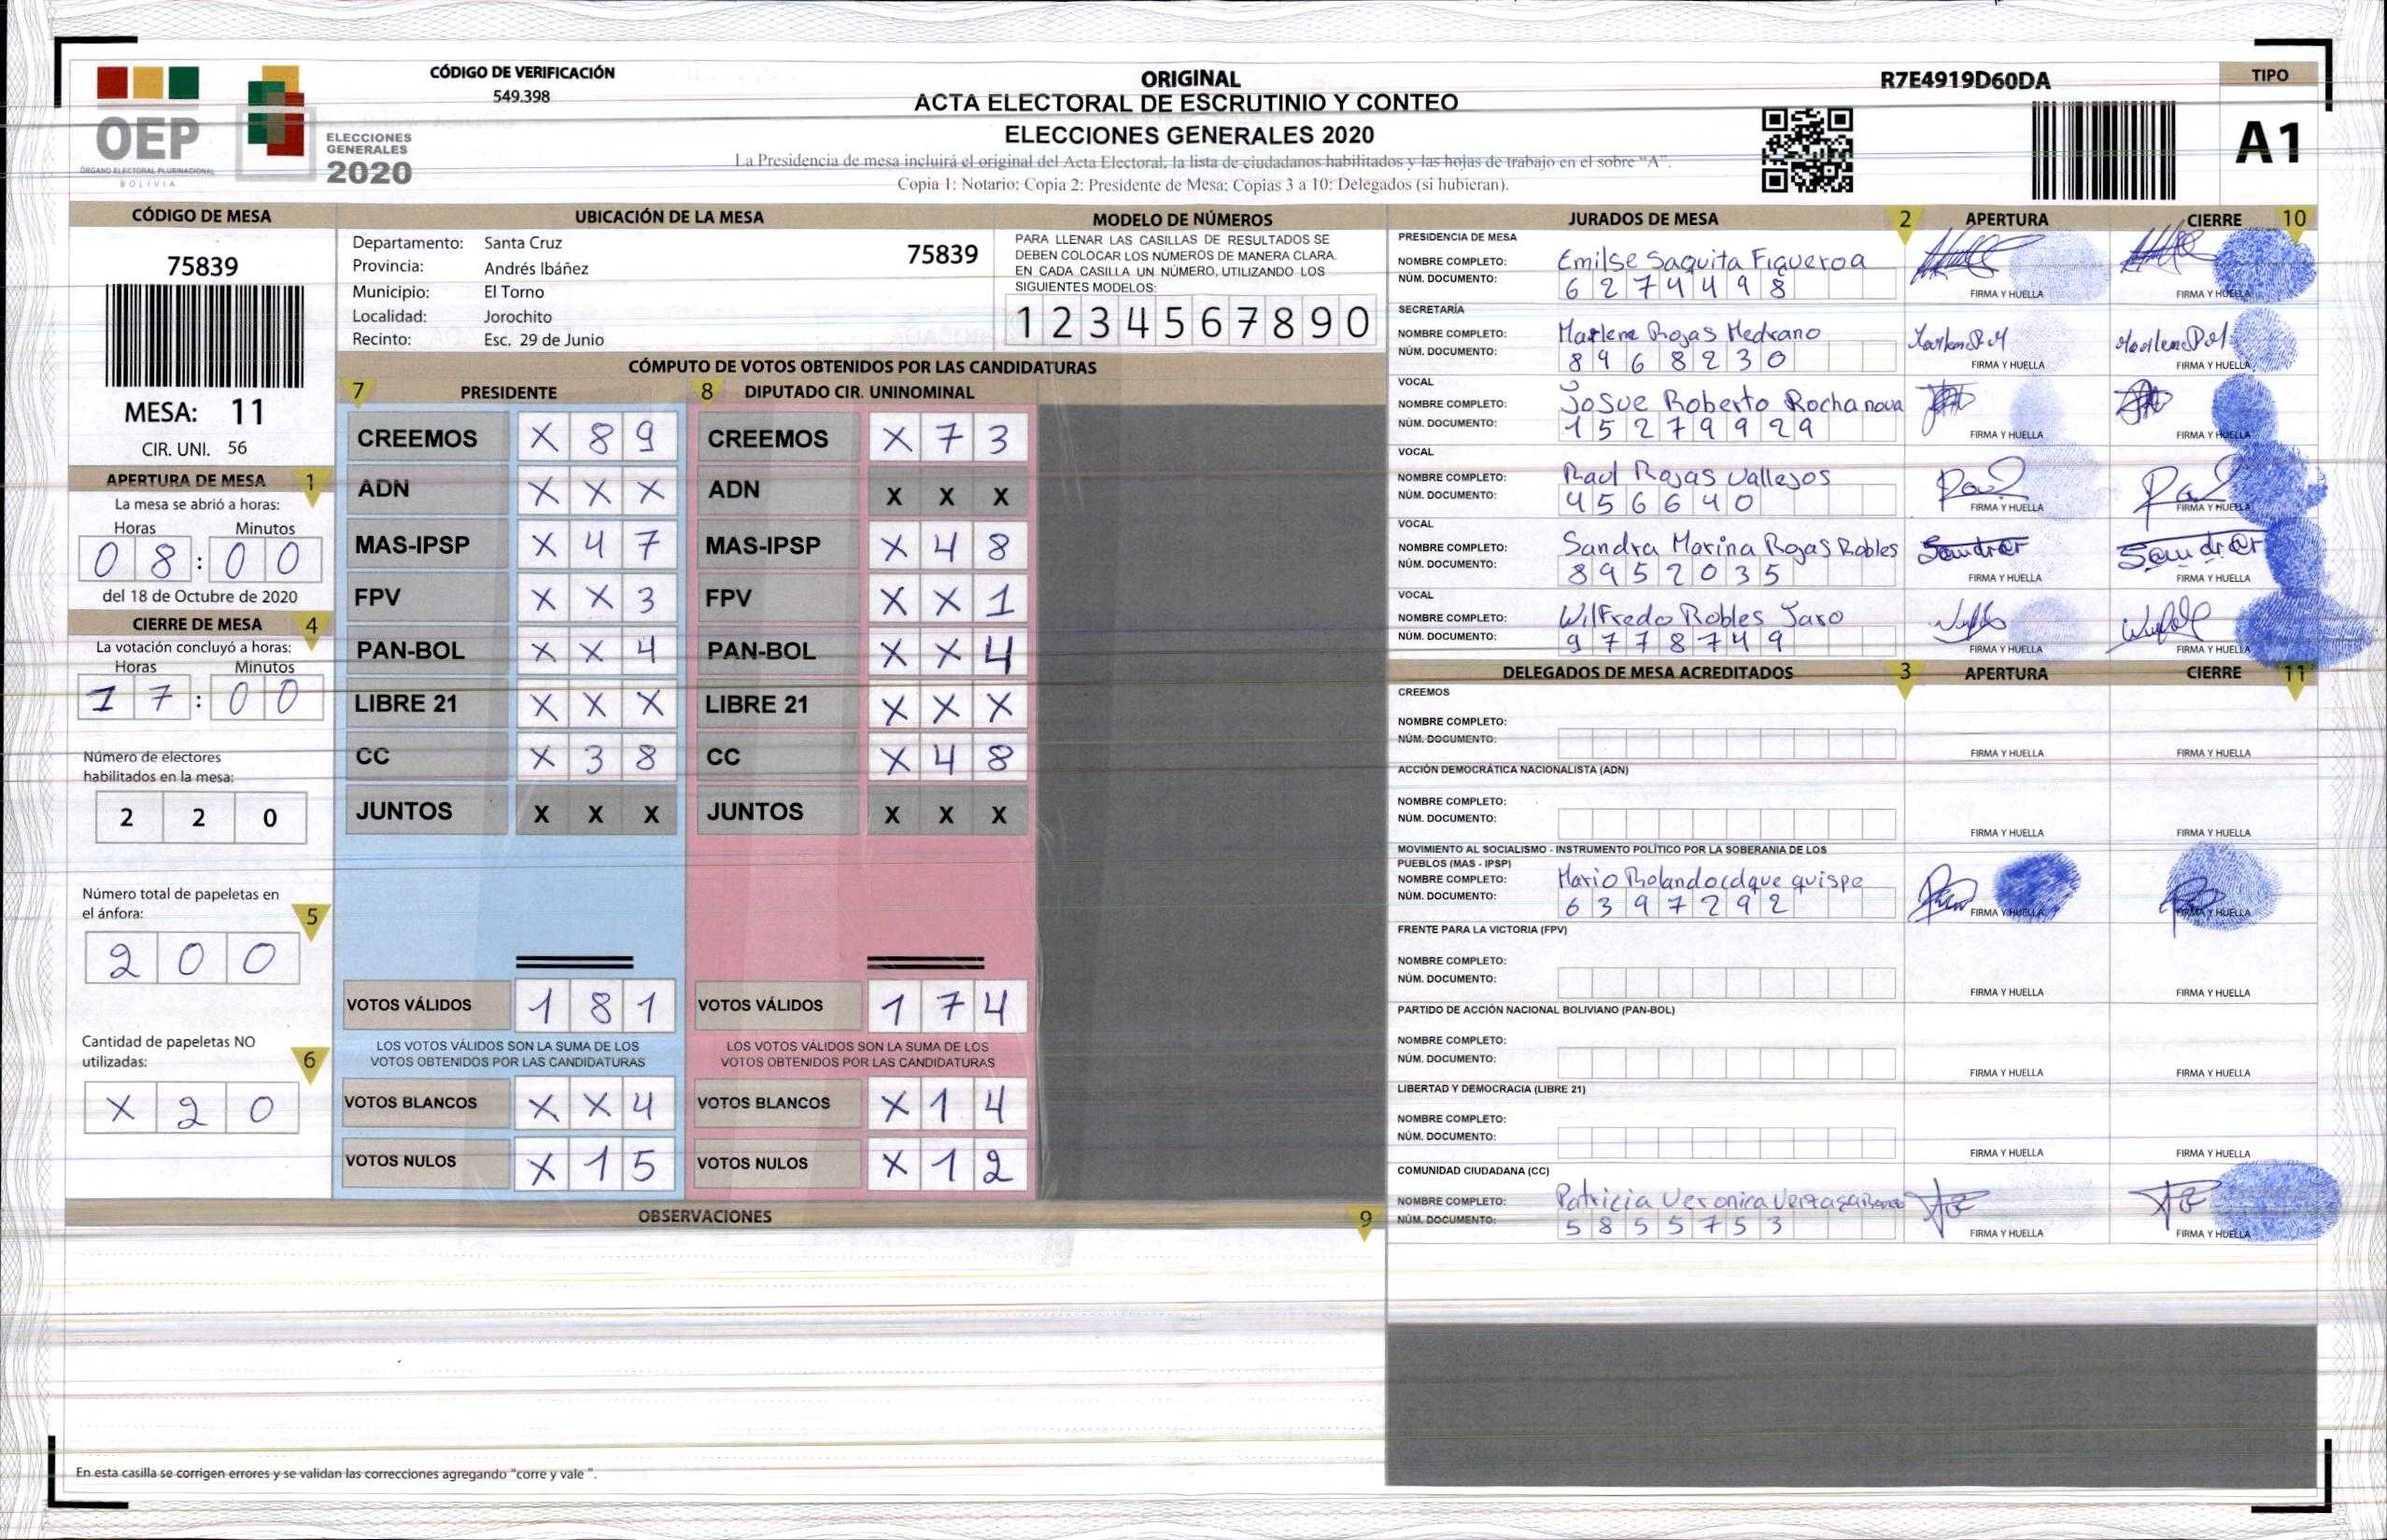 CÓDIGO DE VERIFICACIÓN
549.398
ORIGINAL
ACTA ELECTORAL DE ESCRUTINIO Y CONTEO
ELECCIONES GENERALES 2020
La Presidencia de mesa incluirá el original del Acta Electoral, la lista de ciudadanos habilitados y las hojas de trabajo en el sobre “A”.
Copia 1: Notario; Copia 2: Presidente de Mesa; Copias 3 a 10: Delegados (si hubieran).
R7E4919D60DA
TIPO
A1
OEP
ÓRGANO ELECTORAL PLURINACIONAL
BOLIVIA
ELECCIONES
GENERALES
2020
CÓDIGO DE MESA
75839
MESA: 11
CIR. UNI. 56
APERTURA DE MESA 1
La mesa se abrió a horas:
Horas Minutos
0 8 : 0 0
del 18 de Octubre de 2020
CIERRE DE MESA 4
La votación concluyó a horas:
Horas Minutos
1 7 : 0 0
Número de electores
habilitados en la mesa:
2 2 0
Número total de papeletas en
el ánfora: 5
2 0 0
Cantidad de papeletas NO
utilizadas: 6
X 2 0
UBICACIÓN DE LA MESA
Departamento: Santa Cruz 75839
Provincia: Andrés Ibáñez
Municipio: El Torno
Localidad: Jorochito
Recinto: Esc. 29 de Junio
MODELO DE NÚMEROS
PARA LLENAR LAS CASILLAS DE RESULTADOS SE
DEBEN COLOCAR LOS NÚMEROS DE MANERA CLARA.
EN CADA CASILLA UN NÚMERO, UTILIZANDO LOS
SIGUIENTES MODELOS:
1 2 3 4 5 6 7 8 9 0
CÓMPUTO DE VOTOS OBTENIDOS POR LAS CANDIDATURAS
7 PRESIDENTE 8 DIPUTADO CIR. UNINOMINAL
CREEMOS X 8 9 CREEMOS X 7 3
ADN X X X ADN X X X
MAS-IPSP X 4 7 MAS-IPSP X 4 8
FPV X X 3 FPV X X 1
PAN-BOL X X 4 PAN-BOL X X 4
LIBRE 21 X X X LIBRE 21 X X X
CC X 3 8 CC X 4 8
JUNTOS X X X JUNTOS X X X
VOTOS VÁLIDOS 1 8 1 VOTOS VÁLIDOS 1 7 4
LOS VOTOS VÁLIDOS SON LA SUMA DE LOS LOS VOTOS VÁLIDOS SON LA SUMA DE LOS
VOTOS OBTENIDOS POR LAS CANDIDATURAS VOTOS OBTENIDOS POR LAS CANDIDATURAS
VOTOS BLANCOS X X 4 VOTOS BLANCOS X 1 4
VOTOS NULOS X 1 5 VOTOS NULOS X 1 2
OBSERVACIONES 9
En esta casilla se corrigen errores y se validan las correcciones agregando "corre y vale ".
JURADOS DE MESA 2 APERTURA CIERRE 10
PRESIDENCIA DE MESA
NOMBRE COMPLETO: Emilse Saquita Figueroa
NÚM. DOCUMENTO: 6 2 7 4 4 9 8
FIRMA Y HUELLA FIRMA Y HUELLA
SECRETARÍA
NOMBRE COMPLETO: Marlene Rojas Medrano
NÚM. DOCUMENTO: 8 9 6 8 2 3 0
FIRMA Y HUELLA FIRMA Y HUELLA
VOCAL
NOMBRE COMPLETO: Josue Roberto Rocha nova
NÚM. DOCUMENTO: 1 5 2 7 9 9 2 9
FIRMA Y HUELLA FIRMA Y HUELLA
VOCAL
NOMBRE COMPLETO: Raul Rojas Vallejos
NÚM. DOCUMENTO: 4 5 6 6 4 0
FIRMA Y HUELLA FIRMA Y HUELLA
VOCAL
NOMBRE COMPLETO: Sandra Marina Rojas Robles
NÚM. DOCUMENTO: 8 9 5 2 0 3 5
FIRMA Y HUELLA FIRMA Y HUELLA
VOCAL
NOMBRE COMPLETO: Wilfredo Robles Jaro
NÚM. DOCUMENTO: 9 7 7 8 7 4 9
FIRMA Y HUELLA FIRMA Y HUELLA
DELEGADOS DE MESA ACREDITADOS 3 APERTURA CIERRE 11
CREEMOS
NOMBRE COMPLETO:
NÚM. DOCUMENTO:
FIRMA Y HUELLA FIRMA Y HUELLA
ACCIÓN DEMOCRÁTICA NACIONALISTA (ADN)
NOMBRE COMPLETO:
NÚM. DOCUMENTO:
FIRMA Y HUELLA FIRMA Y HUELLA
MOVIMIENTO AL SOCIALISMO - INSTRUMENTO POLÍTICO POR LA SOBERANIA DE LOS
PUEBLOS (MAS - IPSP)
NOMBRE COMPLETO: Mario Rolando quispe
NÚM. DOCUMENTO: 6 3 9 7 2 9 2
FIRMA Y HUELLA FIRMA Y HUELLA
FRENTE PARA LA VICTORIA (FPV)
NOMBRE COMPLETO:
NÚM. DOCUMENTO:
FIRMA Y HUELLA FIRMA Y HUELLA
PARTIDO DE ACCIÓN NACIONAL BOLIVIANO (PAN-BOL)
NOMBRE COMPLETO:
NÚM. DOCUMENTO:
FIRMA Y HUELLA FIRMA Y HUELLA
LIBERTAD Y DEMOCRACIA (LIBRE 21)
NOMBRE COMPLETO:
NÚM. DOCUMENTO:
FIRMA Y HUELLA FIRMA Y HUELLA
COMUNIDAD CIUDADANA (CC)
NOMBRE COMPLETO: Patricia Veronica
NÚM. DOCUMENTO: 5 8 5 5 7 5 3
FIRMA Y HUELLA FIRMA Y HUELLA